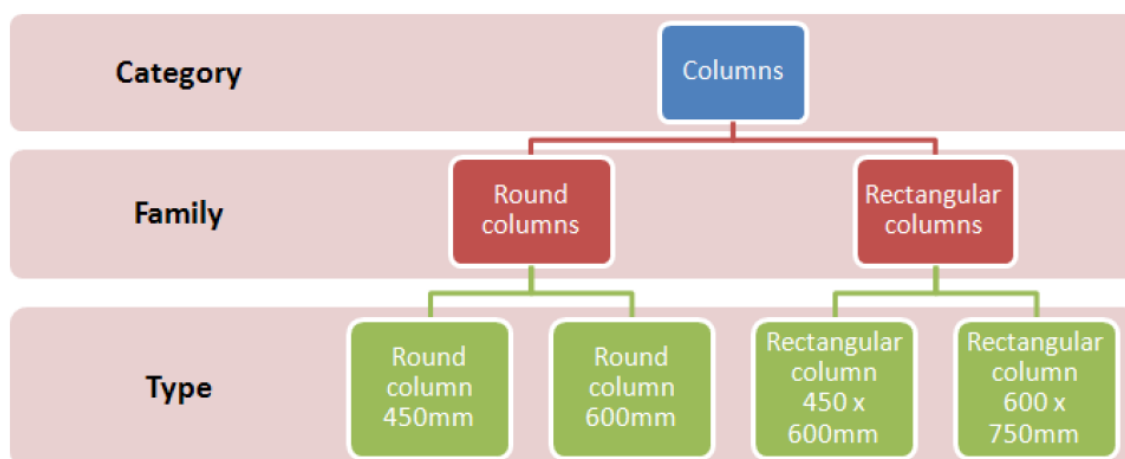 Category
Columns
Family
Round
columns
Rectangular
columns
Type
Round
column
450mm
Round
column
600mm
Rectangular
column
450 x
600mm
Rectangular
column
600 x
750mm